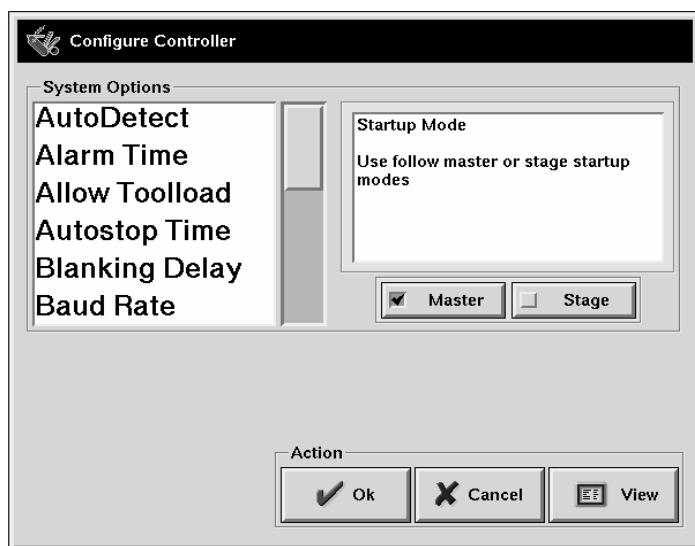 Configure Controller
System Options
AutoDetect
Alarm Time
Allow Toolload
Autostop Time
Blanking Delay
Baud Rate
Startup Mode
Use follow master or stage startup
modes
Master
Stage
Action
Ok
Cancel
View